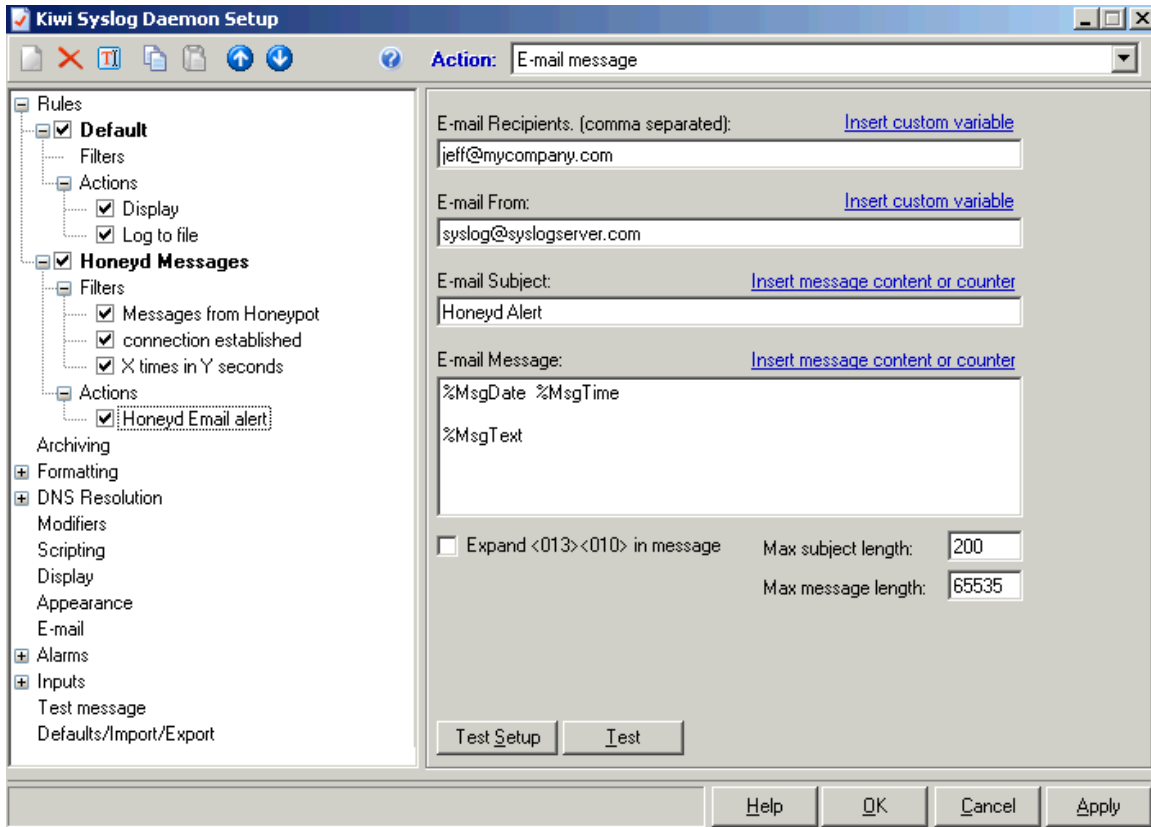 Kiwi Syslog Daemon Setup
Action: E-mail message
Rules
Default
Filters
Actions
Display
Log to file
Honeyd Messages
Filters
Messages from Honeypot
connection established
X times in Y seconds
Actions
Honeyd Email alert
Archiving
Formatting
DNS Resolution
Modifiers
Scripting
Display
Appearance
E-mail
Alarms
Inputs
Test message
Defaults/Import/Export
E-mail Recipients. (comma separated): Insert custom variable
jeff@mycompany.com
E-mail From: Insert custom variable
syslog@syslogserver.com
E-mail Subject: Insert message content or counter
Honeyd Alert
E-mail Message: Insert message content or counter
%MsgDate %MsgTime
%MsgText
Expand <013><010> in message
Max subject length: 200
Max message length: 65535
Test Setup Test
Help OK Cancel Apply